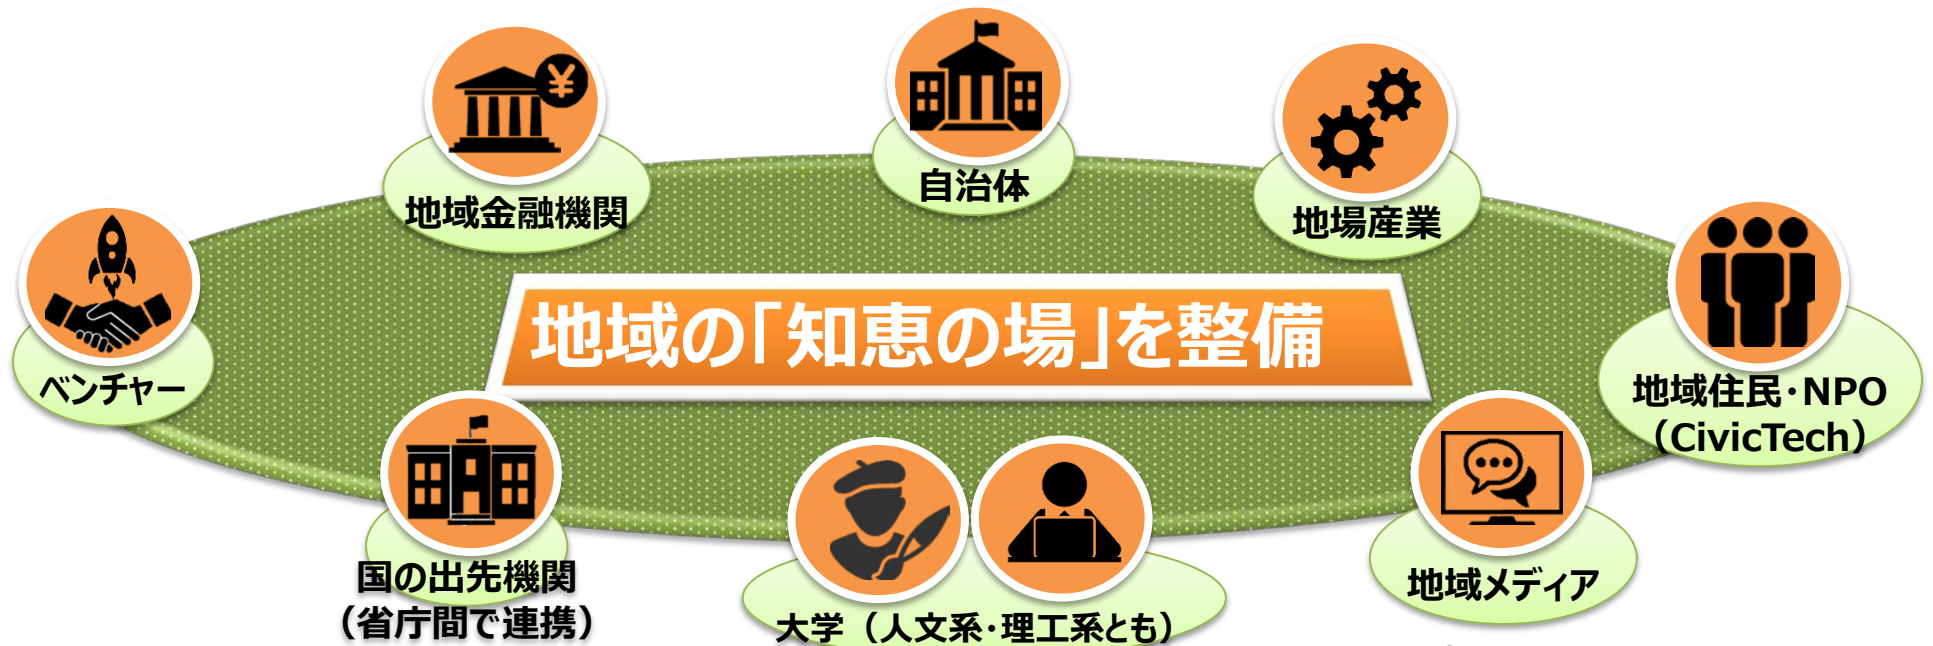 自治体
地域金融機関
地場産業
地域の「知恵の場」を整備
ベンチャー
地域住民・NPO
（CivicTech）
国の出先機関
（省庁間で連携）
大学（人文系・理工系とも）
地域メディア
¥